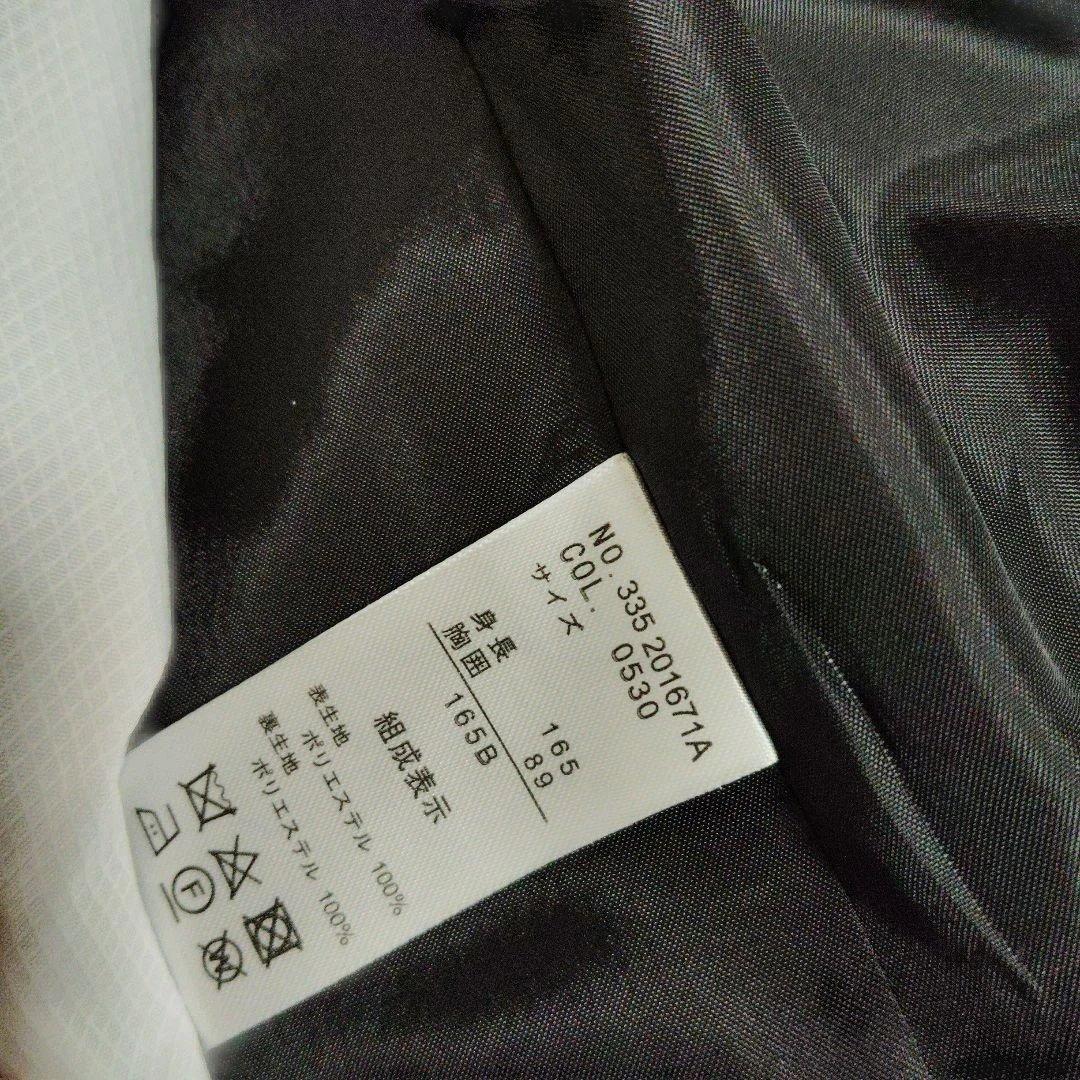 NO. 335 201671A
COL. 0530
サイズ
身長 165
胸囲 89
165B
組成表示
表生地
ポリエステル 100%
裏生地
ポリエステル 100%
F
W